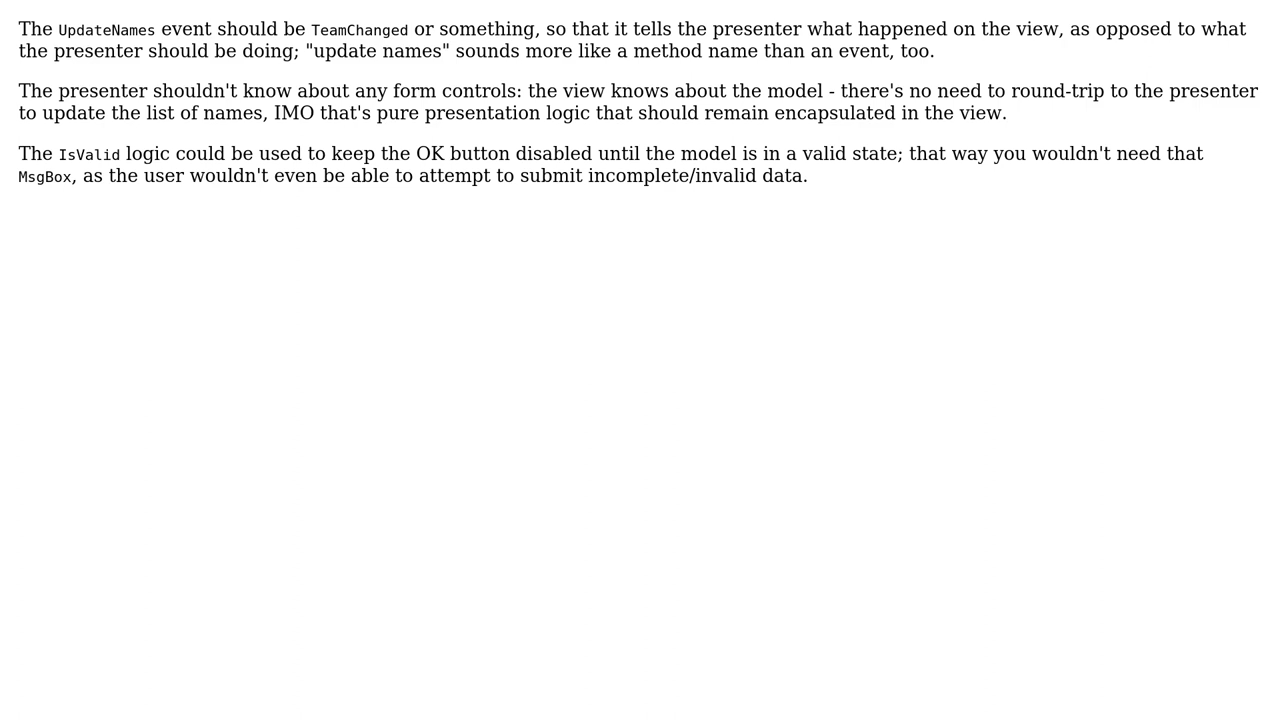 The UpdateNames event should be TeamChanged or something, so that it tells the presenter what happened on the view, as opposed to what
the presenter should be doing; "update names" sounds more like a method name than an event, too.
The presenter shouldn't know about any form controls: the view knows about the model - there's no need to round-trip to the presenter
to update the list of names, IMO that's pure presentation logic that should remain encapsulated in the view.
The IsValid logic could be used to keep the OK button disabled until the model is in a valid state; that way you wouldn't need that
MsgBox, as the user wouldn't even be able to attempt to submit incomplete/invalid data.